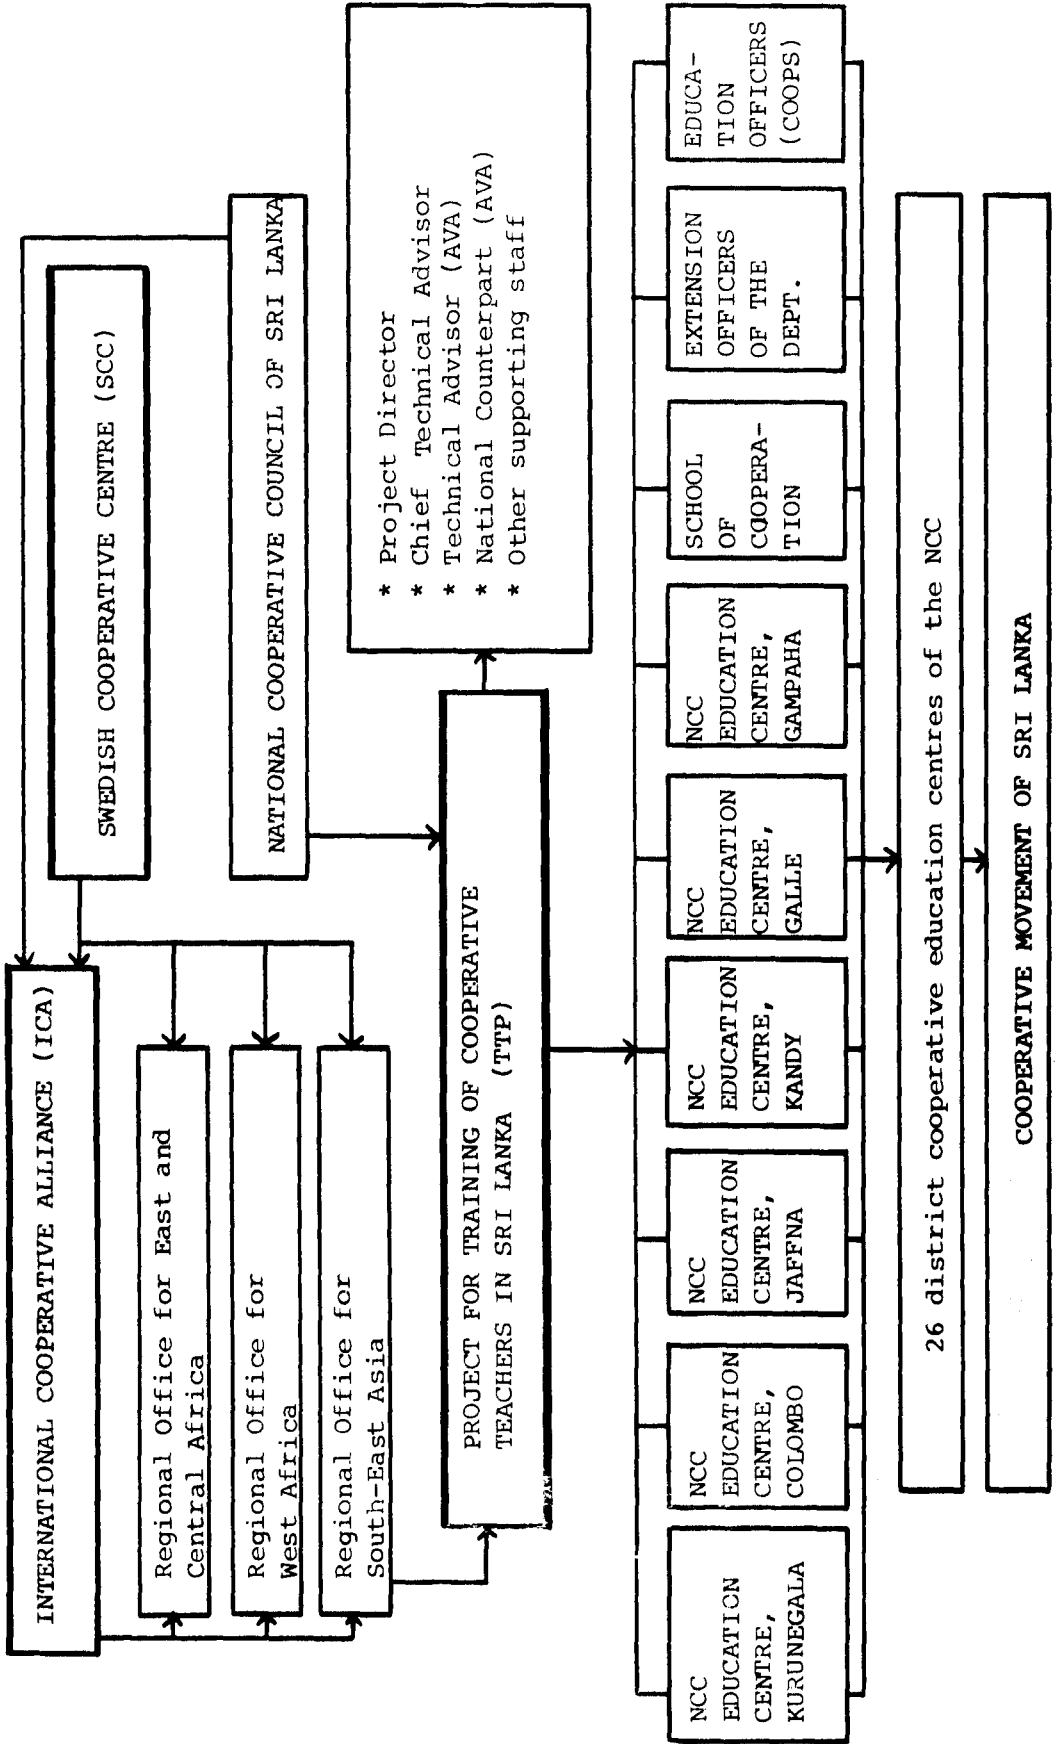 INTERNATIONAL COOPERATIVE ALLIANCE (ICA)
SWEDISH COOPERATIVE CENTRE (SCC)
Regional Office for East and
Central Africa
Regional Office for
West Africa
NATIONAL COOPERATIVE COUNCIL OF SRI LANKA
Regional Office for
South-East Asia
* Project Director
* Chief Technical Advisor
* Technical Advisor (AVA)
* National Counterpart (AVA)
* Other supporting staff
PROJECT FOR TRAINING OF COOPERATIVE
TEACHERS IN SRI LANKA (TTP)
NCC
EDUCATION
CENTRE,
KURUNEGALA
NCC
EDUCATION
CENTRE,
COLOMBO
NCC
EDUCATION
CENTRE,
JAFFNA
NCC
EDUCATION
CENTRE,
KANDY
NCC
EDUCATION
CENTRE,
GALLE
NCC
EDUCATION
CENTRE,
GAMPAHA
SCHOOL
OF
COOPERA-
TION
EXTENSION
OFFICERS
OF THE
DEPT.
EDUCA-
TION
OFFICERS
(COOPS)
26 district cooperative education centres of the NCC
COOPERATIVE MOVEMENT OF SRI LANKA